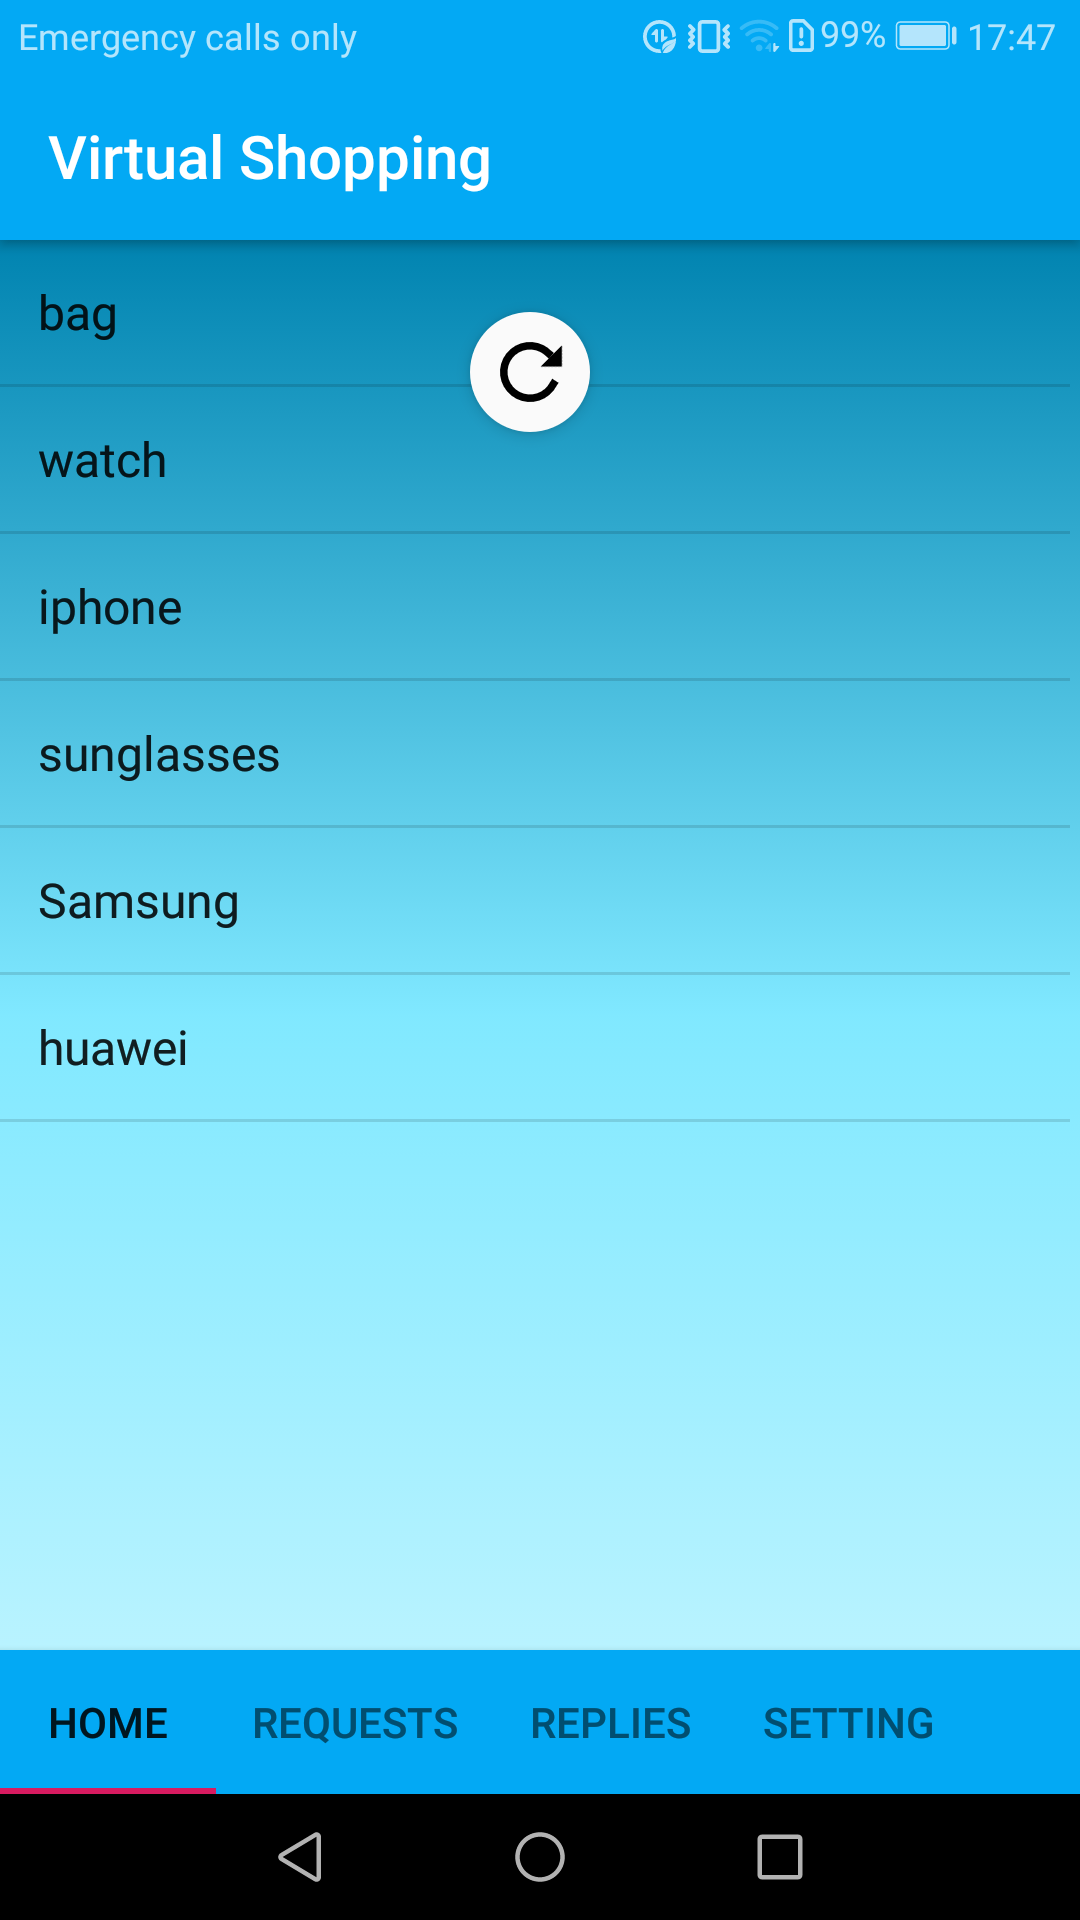 Emergency calls only 99% 17:47
Virtual Shopping
bag
watch
iphone
sunglasses
Samsung
huawei
HOME REQUESTS REPLIES SETTING